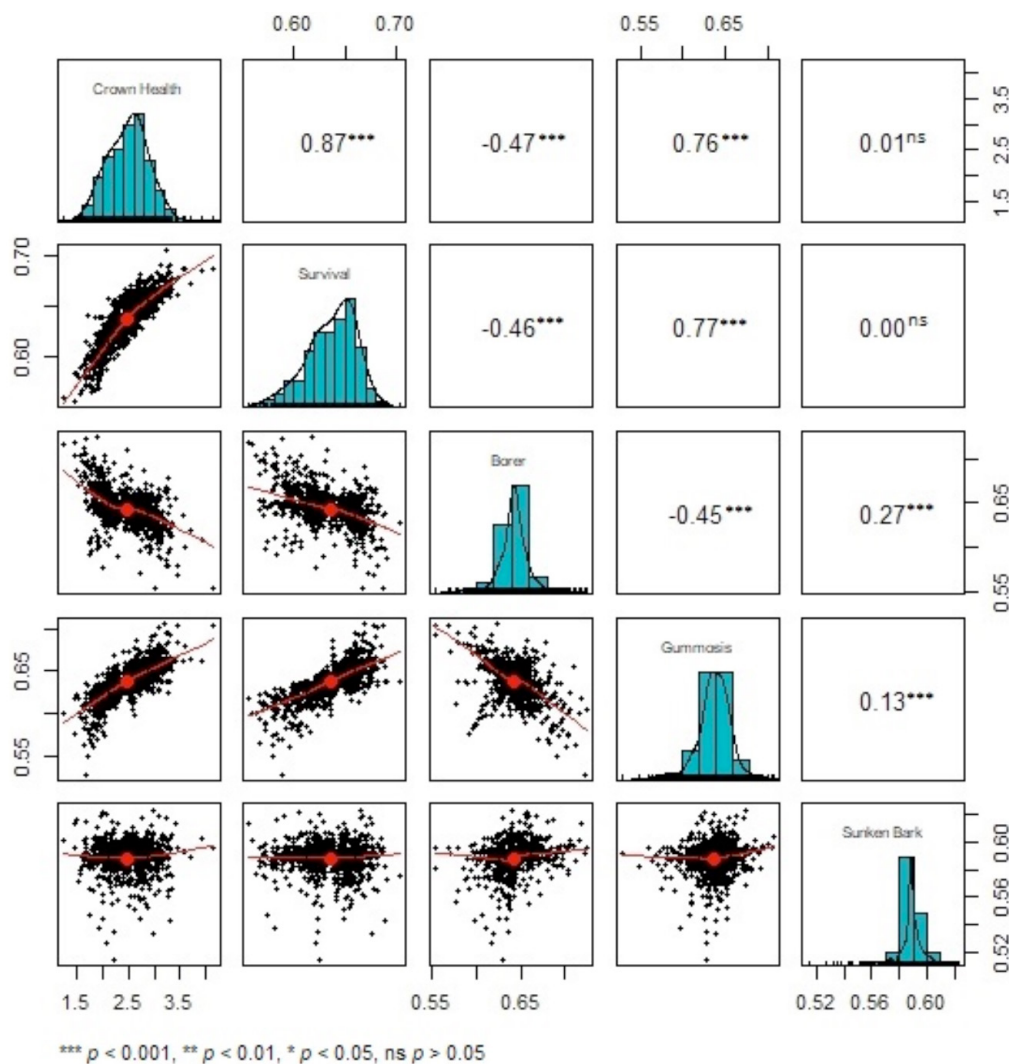 0.60 0.70 0.55 0.65
Crown Health
0.87*** -0.47*** 0.76*** 0.01ns
1.5 2.5 3.5
Survival
0.60 0.70
-0.46*** 0.77*** 0.00ns
Borer
-0.45*** 0.27***
0.55 0.65
Gummosis
0.55 0.65
0.13***
Sunken Bark
0.52 0.56 0.60
1.5 2.5 3.5 0.55 0.65 0.52 0.56 0.60
*** p < 0.001, ** p < 0.01, * p < 0.05, ns p > 0.05